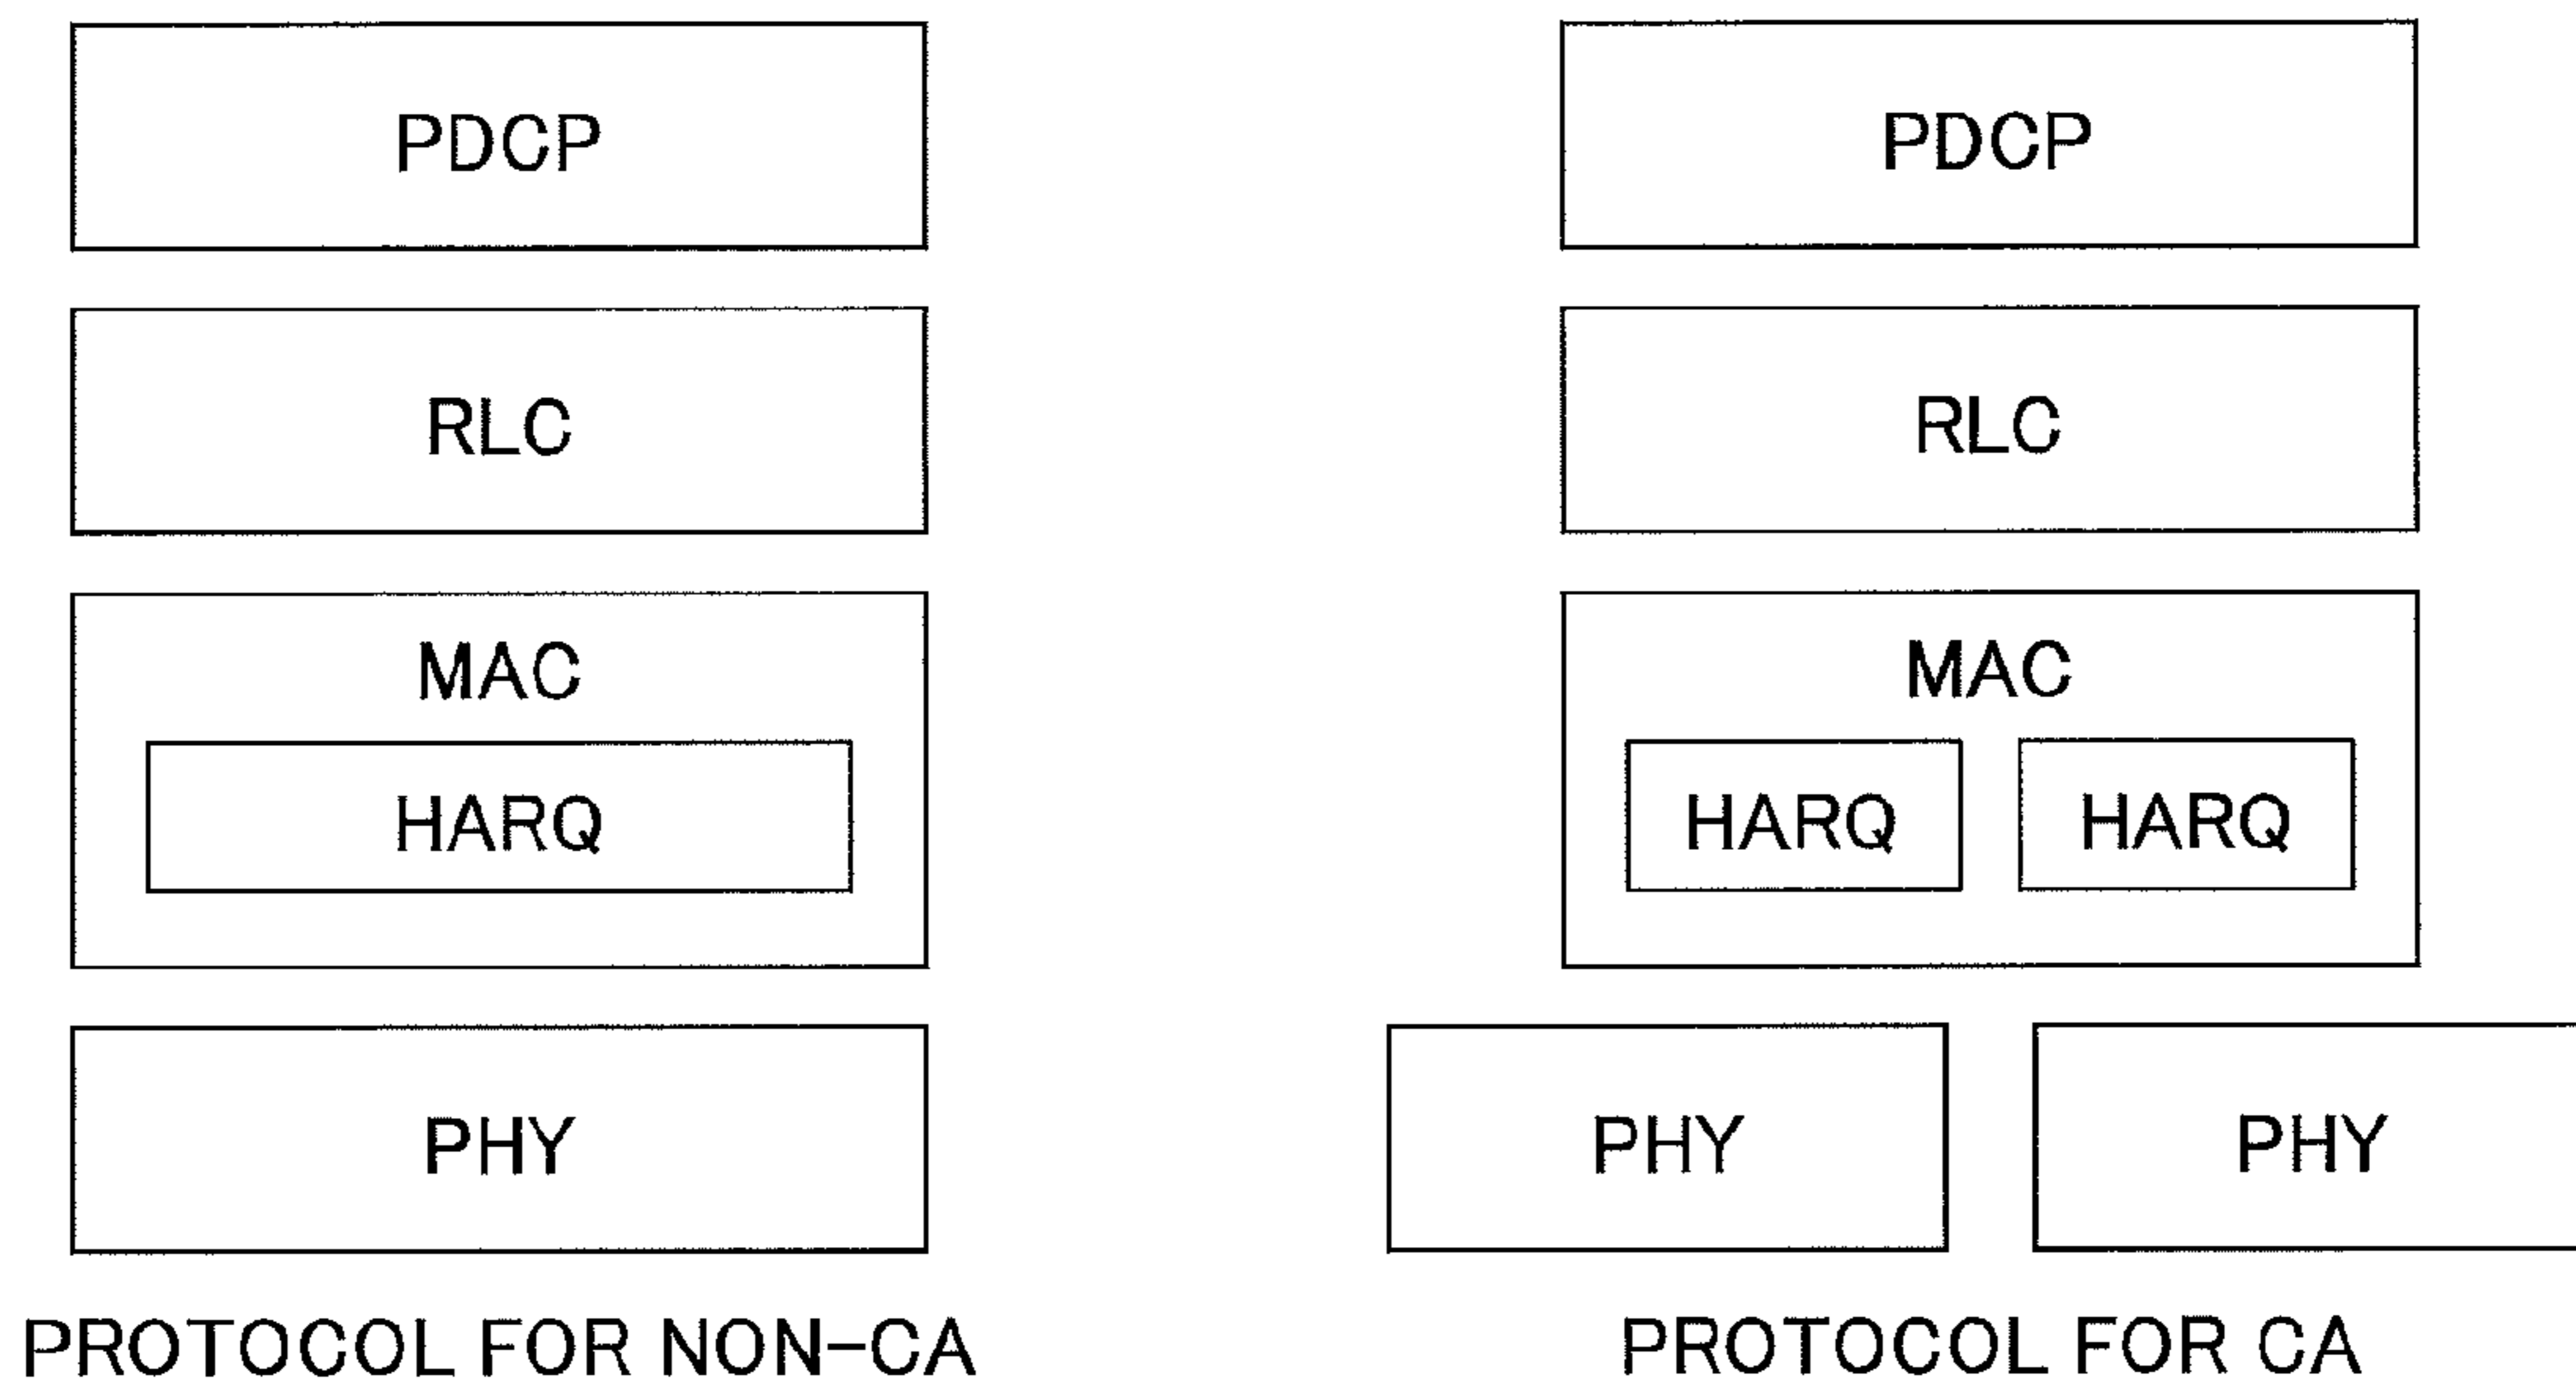 PDCP
RLC
MAC
HARQ
PHY
PROTOCOL FOR NON-CA
PDCP
RLC
MAC
HARQ HARQ
PHY PHY
PROTOCOL FOR CA